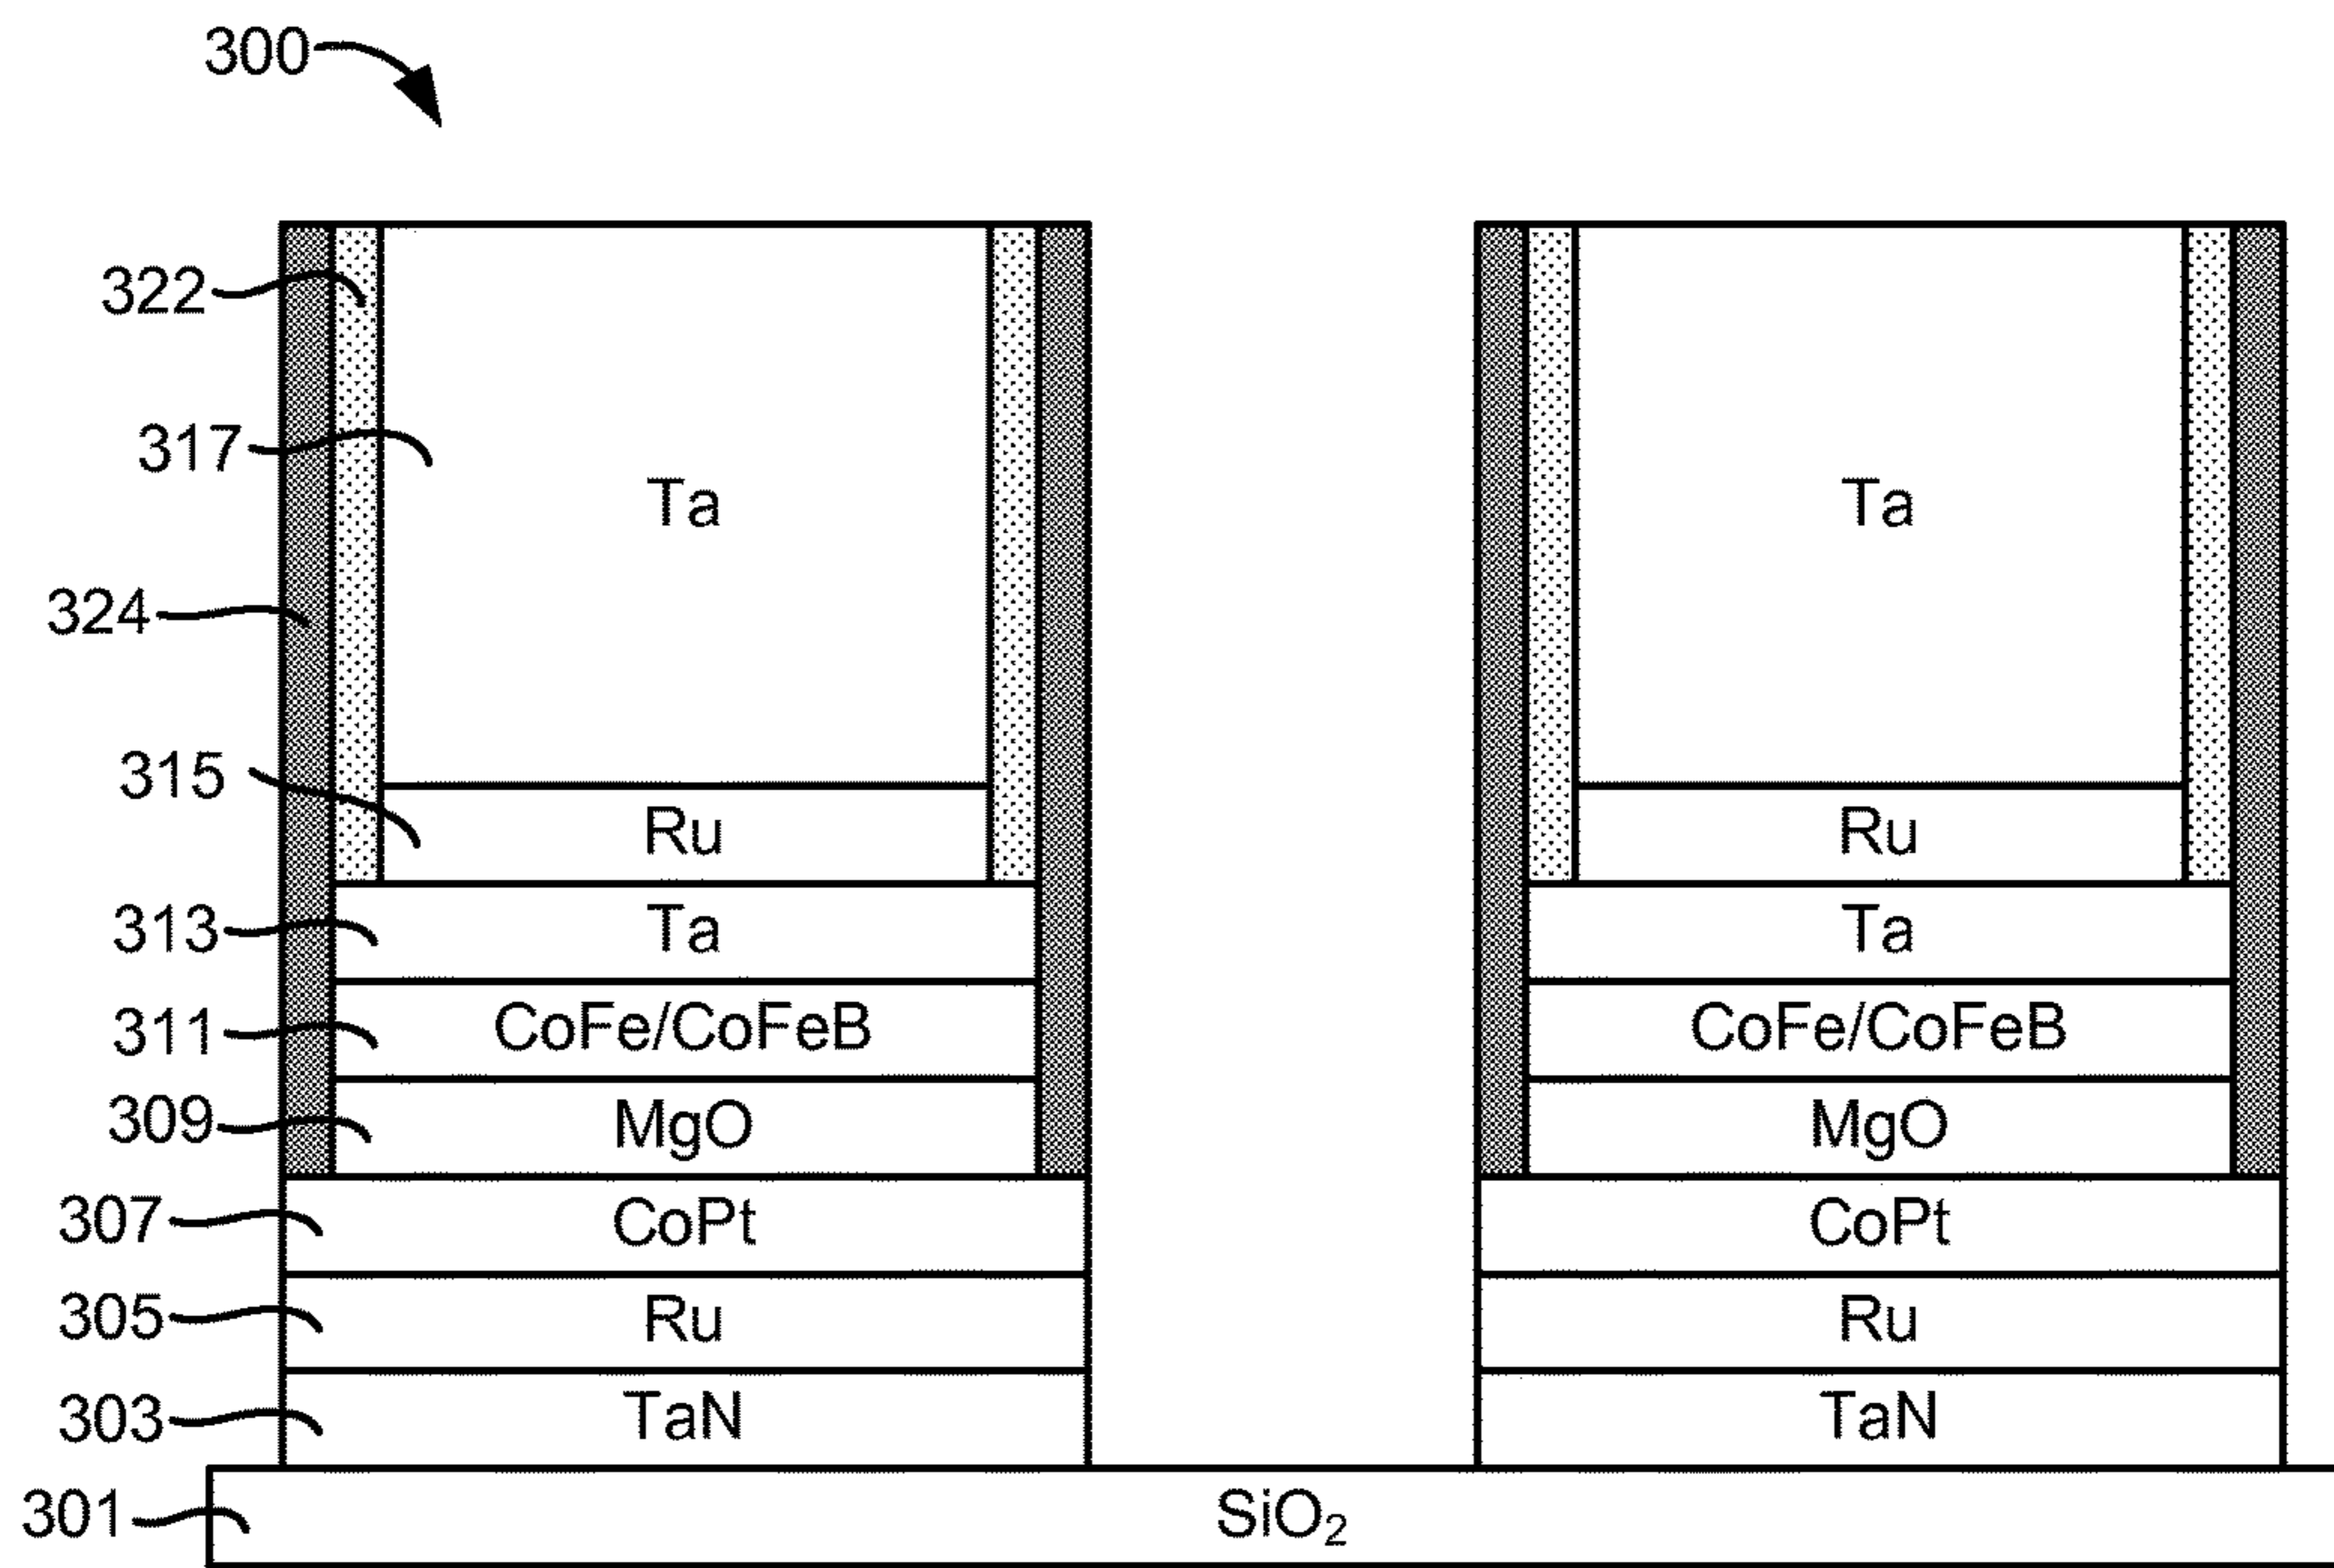 300
322
317 Ta Ta
324
315 Ru Ru
313 Ta Ta
311 CoFe/CoFeB CoFe/CoFeB
309 MgO MgO
307 CoPt CoPt
305 Ru Ru
303 TaN TaN
301 SiO₂